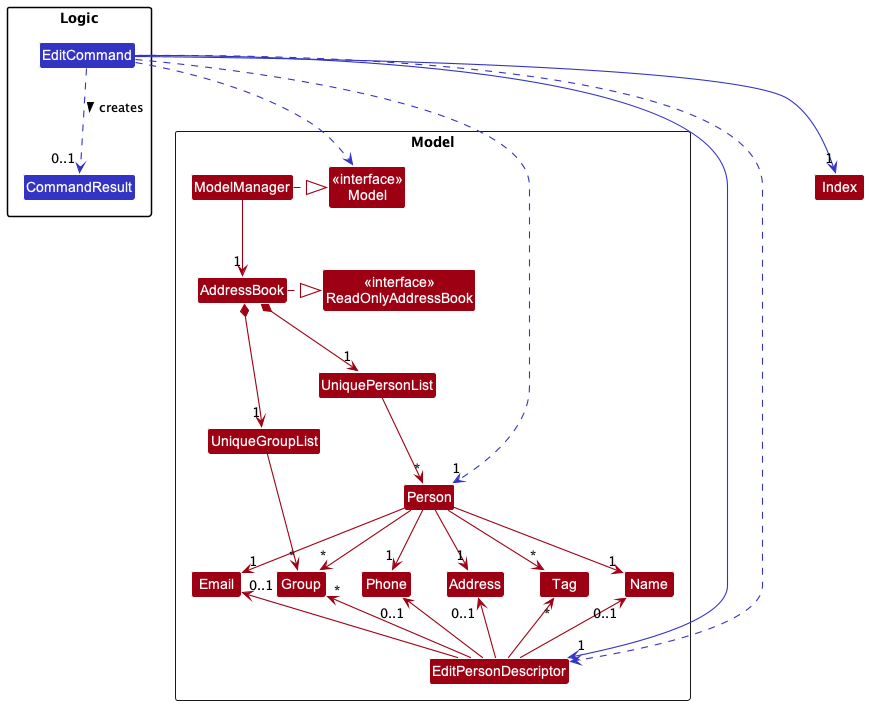 Logic
EditCommand
creates
0..1
CommandResult
Model
ModelManager
«interface»
Model
1
Index
1
AddressBook
«interface»
ReadOnlyAddressBook
1
UniquePersonList
1
UniqueGroupList
*
1
Person
1
*
*
1
1
*
1
Email
Group
Phone
Address
Tag
Name
0..1
*
0..1
0..1
*
0..1
1
EditPersonDescriptor